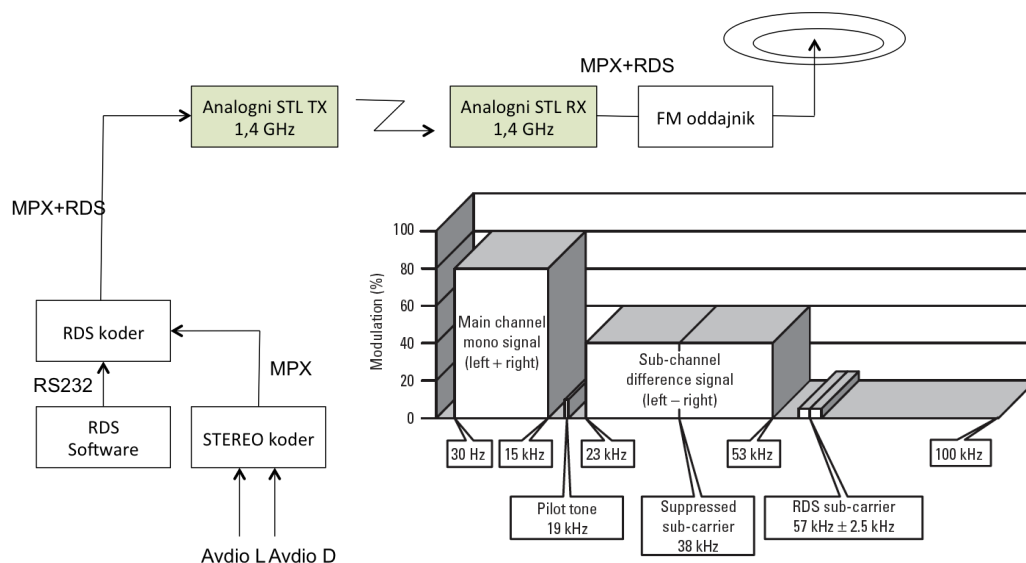 MPX+RDS
Analogni STL TX
1,4 GHz
Analogni STL RX
1,4 GHz
FM oddajnik
MPX+RDS
RDS koder
MPX
RS232
RDS
Software
STEREO koder
Avdio L
Avdio D
Modulation (%)
100
80
60
40
20
0
Main channel
mono signal
(left + right)
Sub-channel
difference signal
(left – right)
30 Hz
15 kHz
23 kHz
53 kHz
100 kHz
Pilot tone
19 kHz
Suppressed
sub-carrier
38 kHz
RDS sub-carrier
57 kHz ± 2.5 kHz